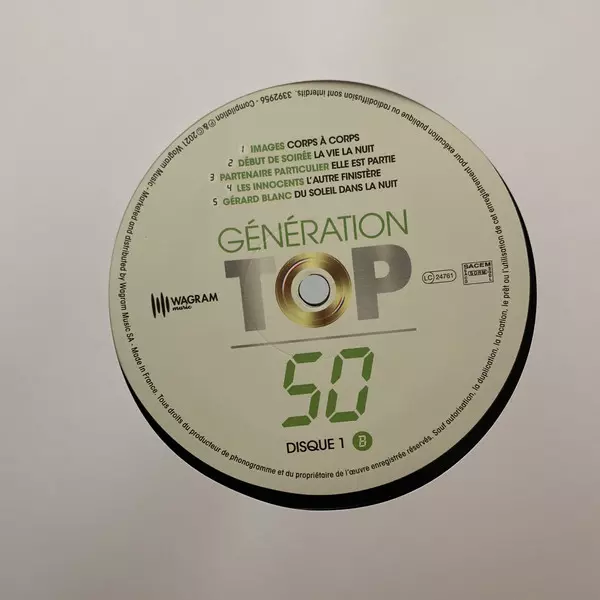 1 IMAGES CORPS À CORPS
2 DÉBUT DE SOIRÉE LA VIE LA NUIT
3 PARTENAIRE PARTICULIER ELLE EST PARTIE
4 LES INNOCENTS L'AUTRE FINISTÈRE
5 GÉRARD BLANC DU SOLEIL DANS LA NUIT
GÉNÉRATION
TOP
50
WAGRAM
music
LC 24761
SACEM
SDRM
DISQUE 1 B
℗ & © 2021 Wagram Music - Marketed and distributed by Wagram Music SA - Made in France. Tous droits du producteur de phonogramme et du propriétaire de l'œuvre enregistrée réservés. Sauf autorisation, la duplication, la location, le prêt ou l'utilisation de cet enregistrement pour exécution publique ou radiodiffusion sont interdits. 3392956 - Compilation